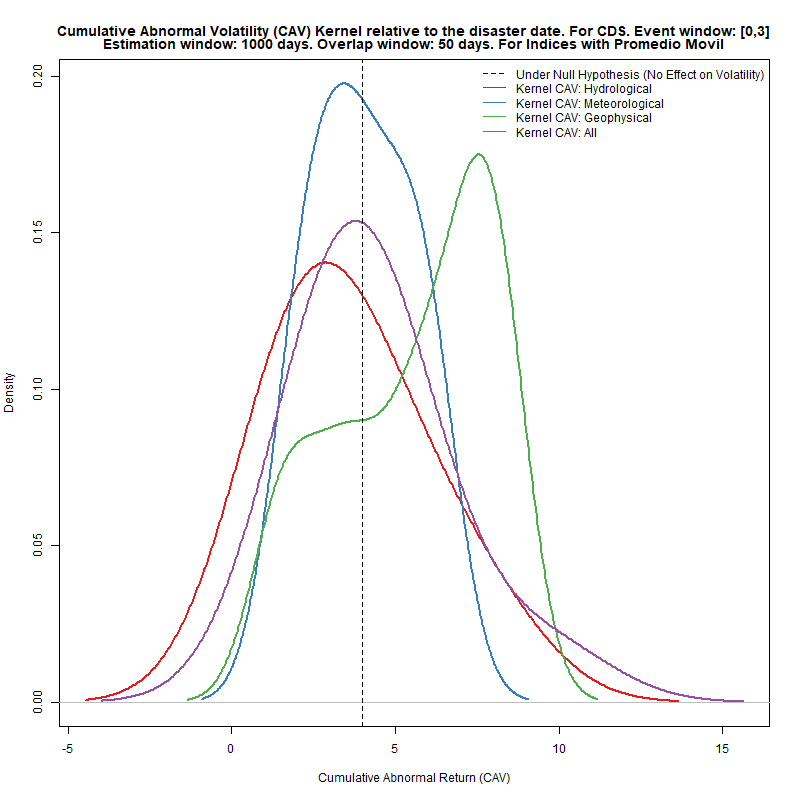 Cumulative Abnormal Volatility (CAV) Kernel relative to the disaster date. For CDS. Event window: [0,3]
Estimation window: 1000 days. Overlap window: 50 days. For Indices with Promedio Movil
Under Null Hypothesis (No Effect on Volatility)
Kernel CAV: Hydrological
Kernel CAV: Meteorological
Kernel CAV: Geophysical
Kernel CAV: All
0.20
0.15
0.10
0.05
0.00
Density
-5 0 5 10 15
Cumulative Abnormal Return (CAV)